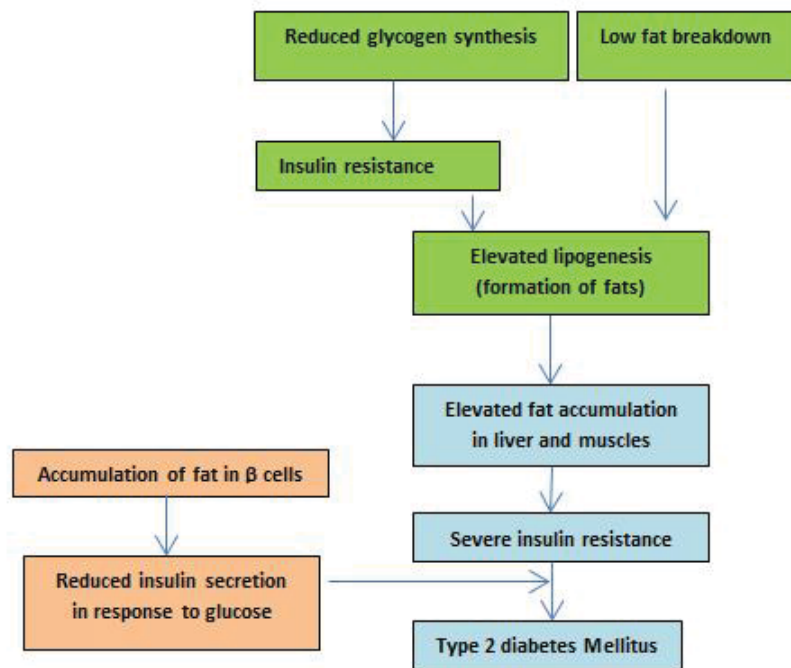 Reduced glycogen synthesis
Low fat breakdown
Insulin resistance
Elevated lipogenesis
(formation of fats)
Elevated fat accumulation
in liver and muscles
Accumulation of fat in β cells
Severe insulin resistance
Reduced insulin secretion
in response to glucose
Type 2 diabetes Mellitus